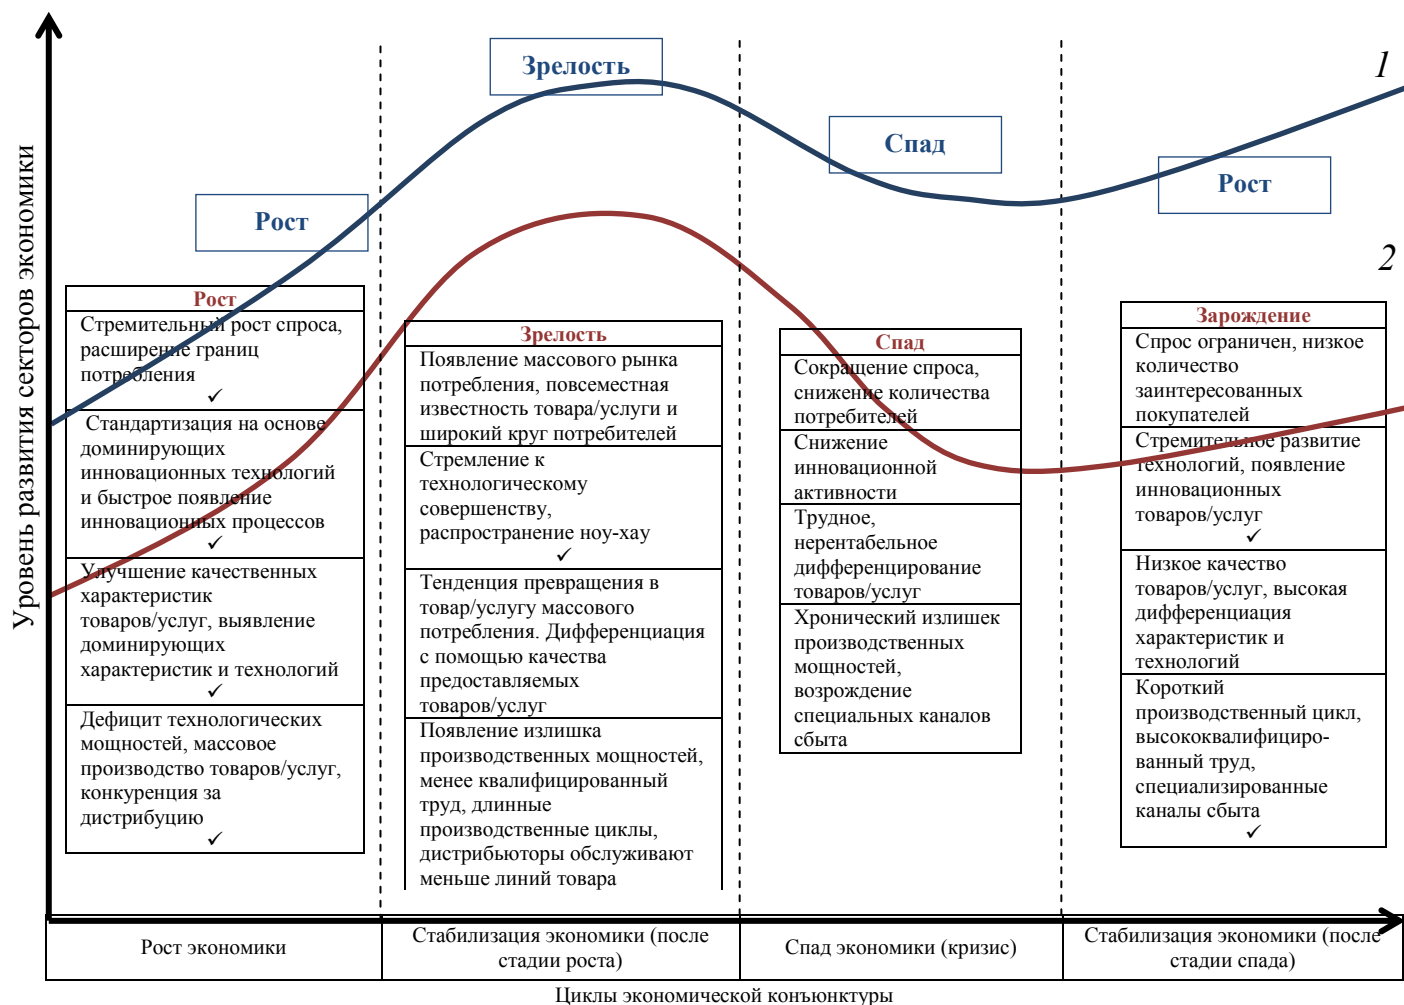 Уровень развития секторов экономики
Зрелость
Спад
Рост
Рост
1
2
Рост
Стремительный рост спроса,
расширение границ
потребления
✓
Стандартизация на основе
доминирующих
инновационных технологий
и быстрое появление
инновационных процессов
✓
Улучшение качественных
характеристик
товаров/услуг, выявление
доминирующих
характеристик и технологий
✓
Дефицит технологических
мощностей, массовое
производство товаров/услуг,
конкуренция за
дистрибуцию
✓
Зрелость
Появление массового рынка
потребления, повсеместная
известность товара/услуги и
широкий круг потребителей
Стремление к
технологическому
совершенству,
распространение ноу-хау
✓
Тенденция превращения в
товар/услугу массового
потребления. Дифференциация
с помощью качества
предоставляемых
товаров/услуг
Появление излишка
производственных мощностей,
менее квалифицированный
труд, длинные
производственные циклы,
дистрибьюторы обслуживают
меньше линий товара
Спад
Сокращение спроса,
снижение количества
потребителей
Снижение
инновационной
активности
Трудное,
нерентабельное
дифференцирование
товаров/услуг
Хронический излишек
производственных
мощностей,
возрождение
специальных каналов
сбыта
Зарождение
Спрос ограничен, низкое
количество
заинтересованных
покупателей
Стремительное развитие
технологий, появление
инновационных
товаров/услуг
✓
Низкое качество
товаров/услуг, высокая
дифференциация
характеристик и
технологий
Короткий
производственный цикл,
высококвалифициро-
ванный труд,
специализированные
каналы сбыта
✓
Рост экономики
Стабилизация экономики (после
стадии роста)
Спад экономики (кризис)
Стабилизация экономики (после
стадии спада)
Циклы экономической конъюнктуры